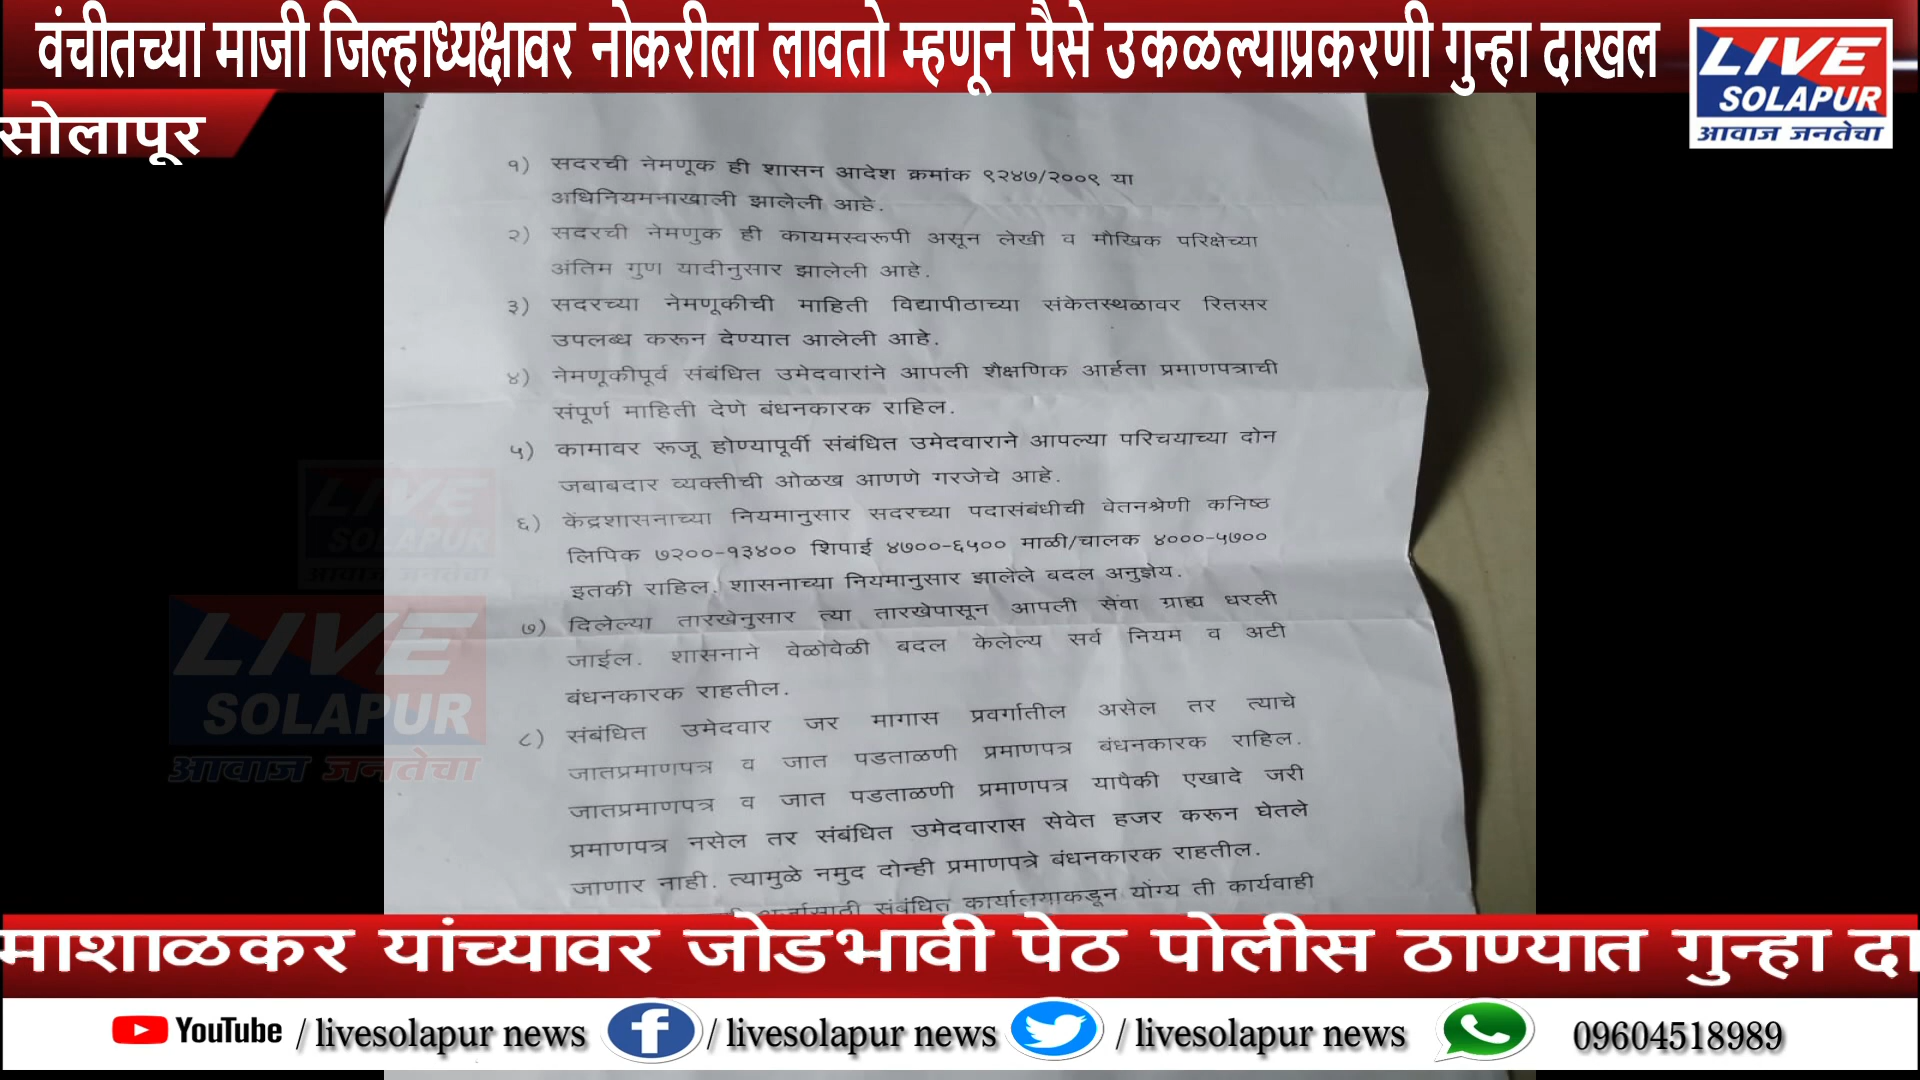 वंचीतच्या माजी जिल्हाध्यक्षावर नोकरीला लावतो म्हणून पैसे उकळल्याप्रकरणी गुन्हा दाखल
LIVE
SOLAPUR
आवाज जनतेचा
सोलापूर
१) सदरची नेमणूक ही शासन आदेश क्रमांक ९२४७/२००९ या
अधिनियमनाखाली झालेली आहे.
२) सदरची नेमणुक ही कायमस्वरूपी असून लेखी व मौखिक परिक्षेच्या
अंतिम गुण यादीनुसार झालेली आहे.
३) सदरच्या नेमणूकीची माहिती विद्यापीठाच्या संकेतस्थळावर रितसर
उपलब्ध करून देण्यात आलेली आहे.
४) नेमणूकीपूर्व संबंधित उमेदवारांने आपली शैक्षणिक आर्हता प्रमाणपत्राची
संपूर्ण माहिती देणे बंधनकारक राहिल.
५) कामावर रूजू होण्यापूर्वी संबंधित उमेदवाराने आपल्या परिचयाच्या दोन
जबाबदार व्यक्तीची ओळख आणणे गरजेचे आहे.
६) केंद्रशासनाच्या नियमानुसार सदरच्या पदासंबंधीची वेतनश्रेणी कनिष्ठ
लिपिक ७२००-१३४०० शिपाई ४७००-६५०० माळी/चालक ४०००-५७००
इतकी राहिल. शासनाच्या नियमानुसार झालेले बदल अनुज्ञेय.
७) दिलेल्या तारखेनुसार त्या तारखेपासून आपली सेवा ग्राह्य धरली
जाईल. शासनाने वेळोवेळी बदल केलेल्य सर्व नियम व अटी
बंधनकारक राहतील.
८) संबंधित उमेदवार जर मागास प्रवर्गातील असेल तर त्याचे
जातप्रमाणपत्र व जात पडताळणी प्रमाणपत्र बंधनकारक राहिल.
जातप्रमाणपत्र व जात पडताळणी प्रमाणपत्र यापैकी एखादे जरी
प्रमाणपत्र नसेल तर संबंधित उमेदवारास सेवेत हजर करून घेतले
जाणार नाही. त्यामुळे नमुद दोन्ही प्रमाणपत्रे बंधनकारक राहतील.
संबंधित कार्यालयाकडून योग्य ती कार्यवाही
LIVE
SOLAPUR
आवाज जनतेचा
LIVE
SOLAPUR
आवाज जनतेचा
माशाळकर यांच्यावर जोडभावी पेठ पोलीस ठाण्यात गुन्हा दा
YouTube / livesolapur news / livesolapur news / livesolapur news 09604518989